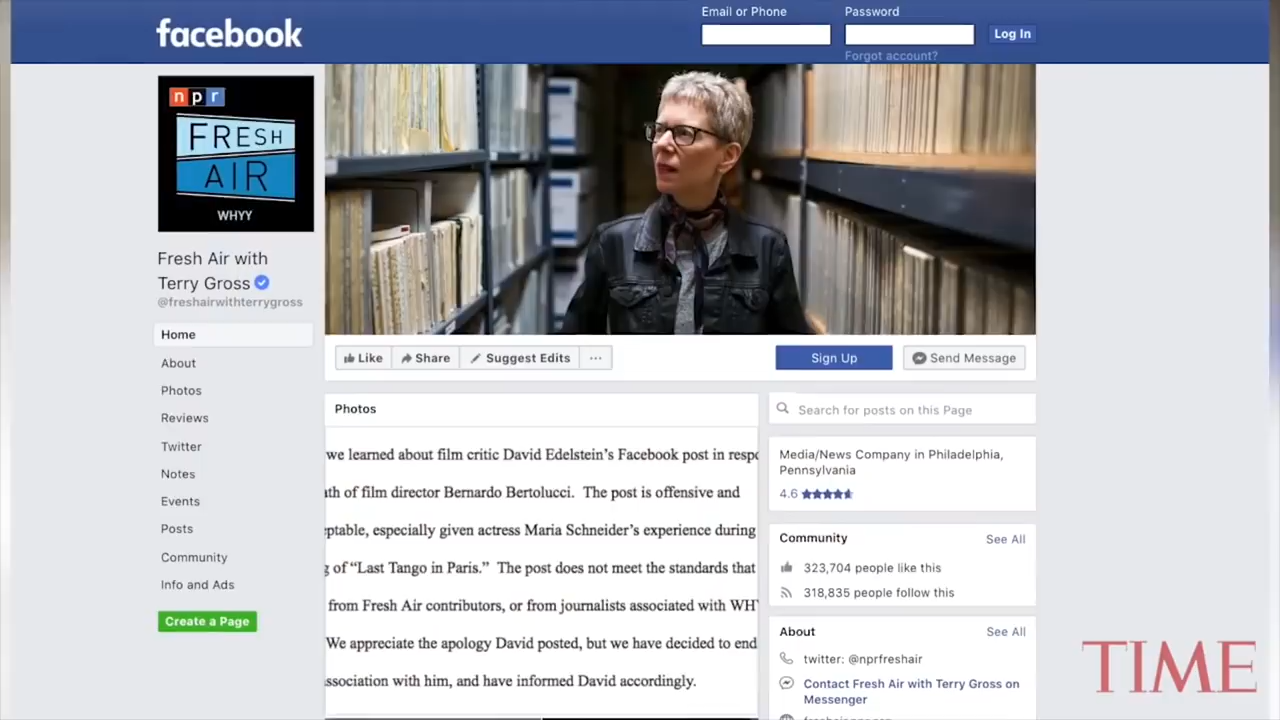 facebook
Email or Phone
Password
Log In
Forgot account?
npr
FRESH
AIR
WHYY
Fresh Air with
Terry Gross
@freshairwithterrygross
Home
About
Photos
Reviews
Twitter
Notes
Events
Posts
Community
Info and Ads
Create a Page
Like
Share
Suggest Edits
...
Sign Up
Send Message
Photos
we learned about film critic David Edelstein's Facebook post in
of film director Bernardo Bertolucci. The post is offensive and
especially given actress Maria Schneider's experience during
of "Last Tango in Paris." The post does not meet the standards that
from Fresh Air contributors, or from journalists associated with
We appreciate the apology David posted, but we have decided to end
with him, and have informed David accordingly.
Search for posts on this Page
Media/News Company in Philadelphia,
Pennsylvania
4.6
Community
See All
323,704 people like this
318,835 people follow this
About
See All
twitter: @nprfreshair
Contact Fresh Air with Terry Gross on
Messenger
TIME